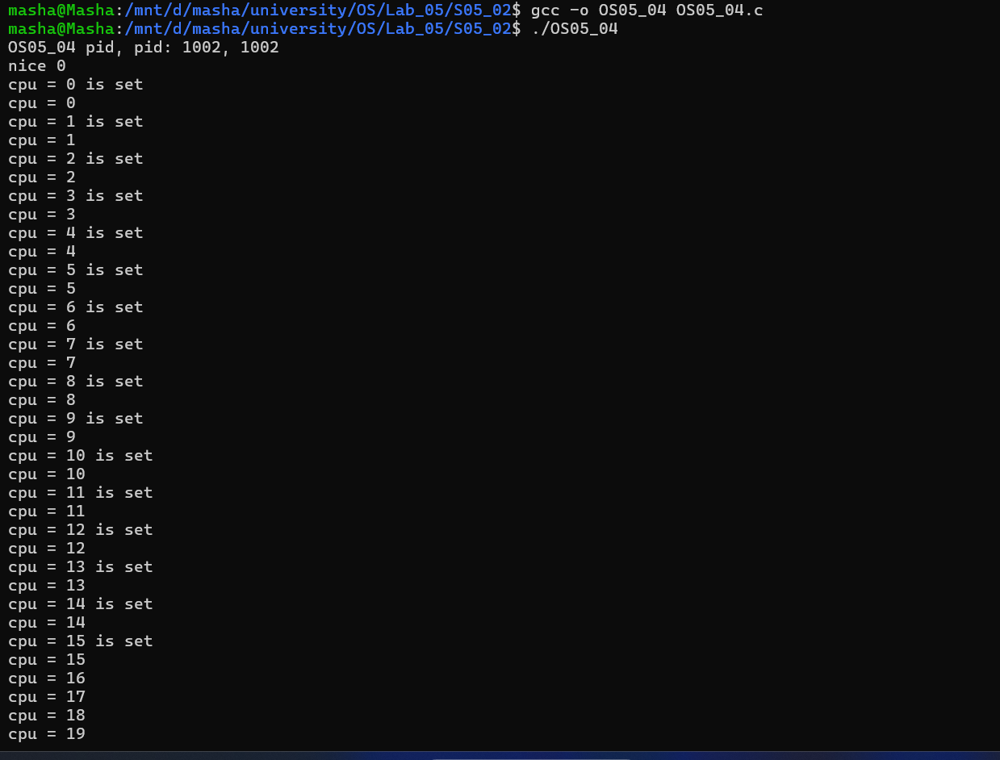 masha@Masha:/mnt/d/masha/university/OS/Lab_05/S05_02$ gcc -o OS05_04 OS05_04.c
masha@Masha:/mnt/d/masha/university/OS/Lab_05/S05_02$ ./OS05_04
OS05_04 pid, pid: 1002, 1002
nice 0
cpu = 0 is set
cpu = 0
cpu = 1 is set
cpu = 1
cpu = 2 is set
cpu = 2
cpu = 3 is set
cpu = 3
cpu = 4 is set
cpu = 4
cpu = 5 is set
cpu = 5
cpu = 6 is set
cpu = 6
cpu = 7 is set
cpu = 7
cpu = 8 is set
cpu = 8
cpu = 9 is set
cpu = 9
cpu = 10 is set
cpu = 10
cpu = 11 is set
cpu = 11
cpu = 12 is set
cpu = 12
cpu = 13 is set
cpu = 13
cpu = 14 is set
cpu = 14
cpu = 15 is set
cpu = 15
cpu = 16
cpu = 17
cpu = 18
cpu = 19